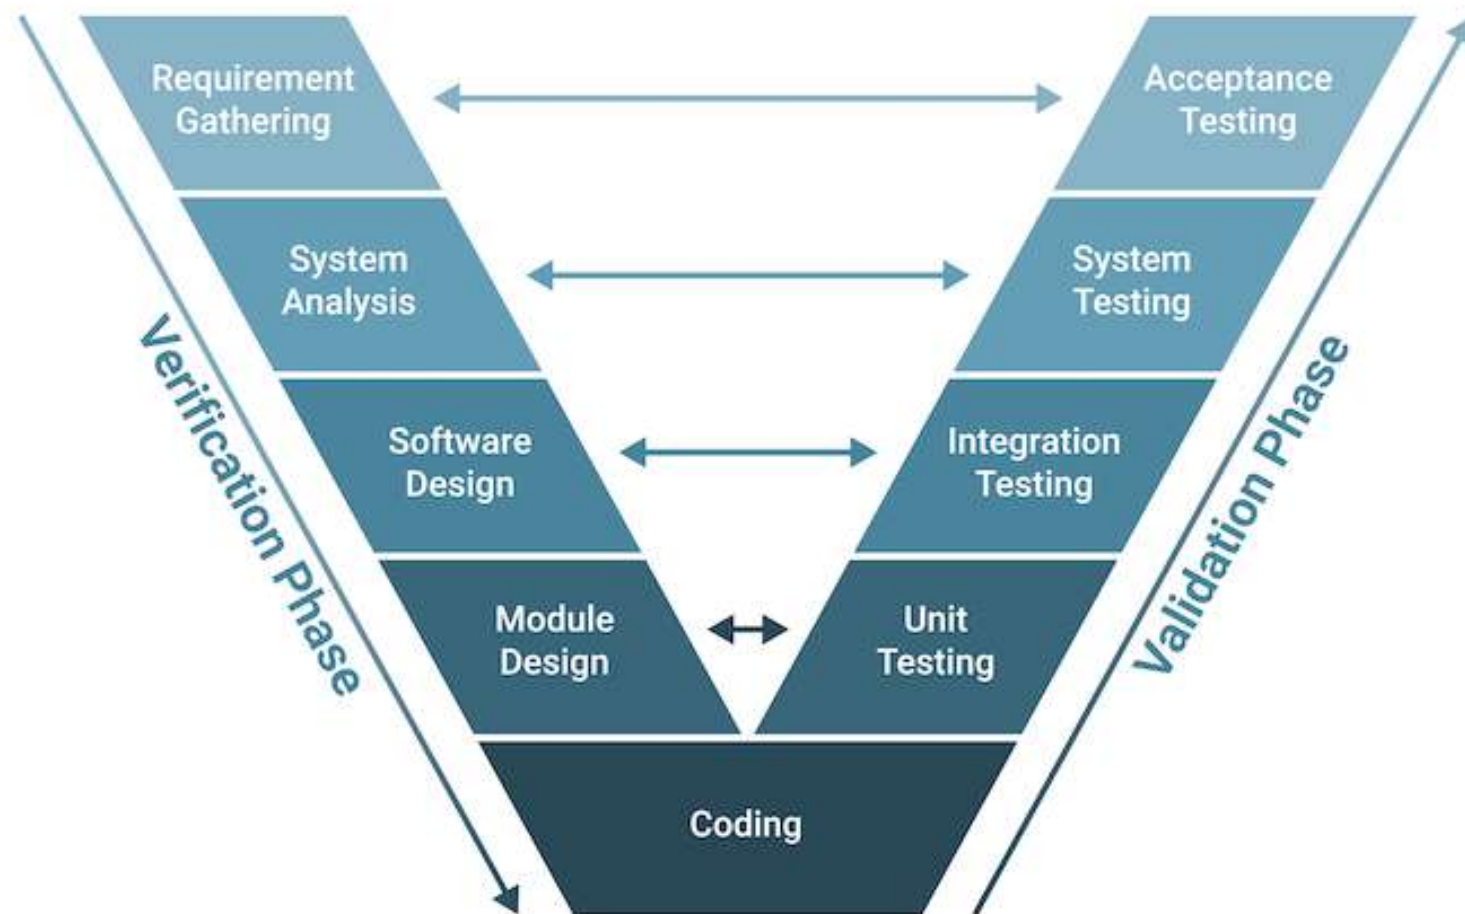 Requirement
Gathering
Acceptance
Testing
System
Analysis
System
Testing
Software
Design
Integration
Testing
Module
Design
Unit
Testing
Coding
Verification Phase
Validation Phase